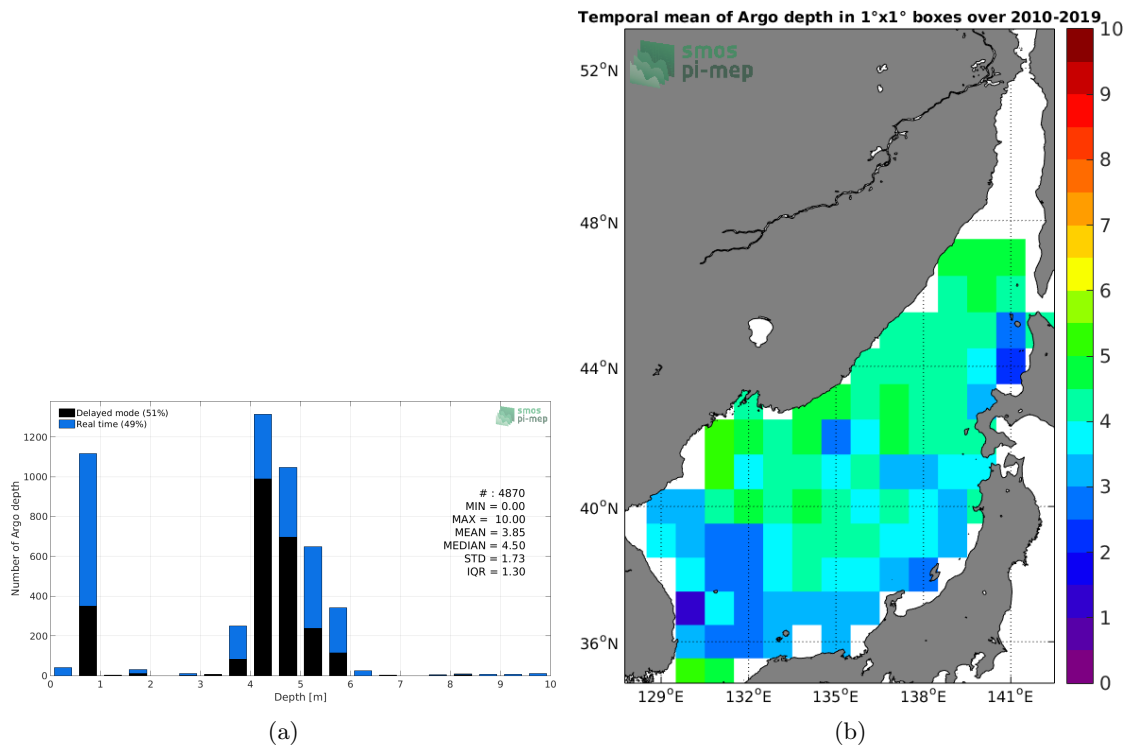 Delayed mode (51%)
Real time (49%)
smos
pi-mep
Number of Argo depth
1200
1000
800
600
400
200
0
# : 4870
MIN = 0.00
MAX = 10.00
MEAN = 3.85
MEDIAN = 4.50
STD = 1.73
IQR = 1.30
0 1 2 3 4 5 6 7 8 9 10
Depth [m]
(a)
Temporal mean of Argo depth in 1°x1° boxes over 2010-2019
smos
pi-mep
52°N
48°N
44°N
40°N
36°N
129°E 132°E 135°E 138°E 141°E
10
9
8
7
6
5
4
3
2
1
0
(b)